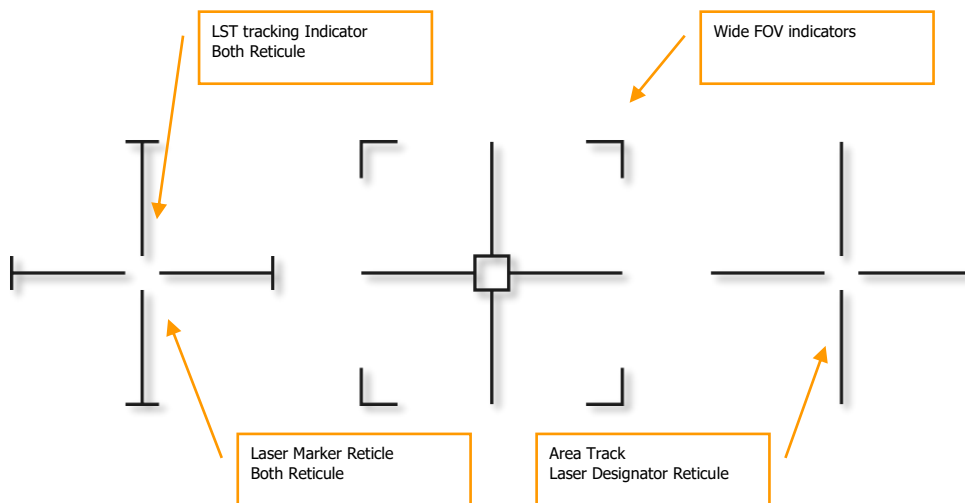 LST tracking Indicator
Both Reticule
Wide FOV indicators
Laser Marker Reticle
Both Reticule
Area Track
Laser Designator Reticule